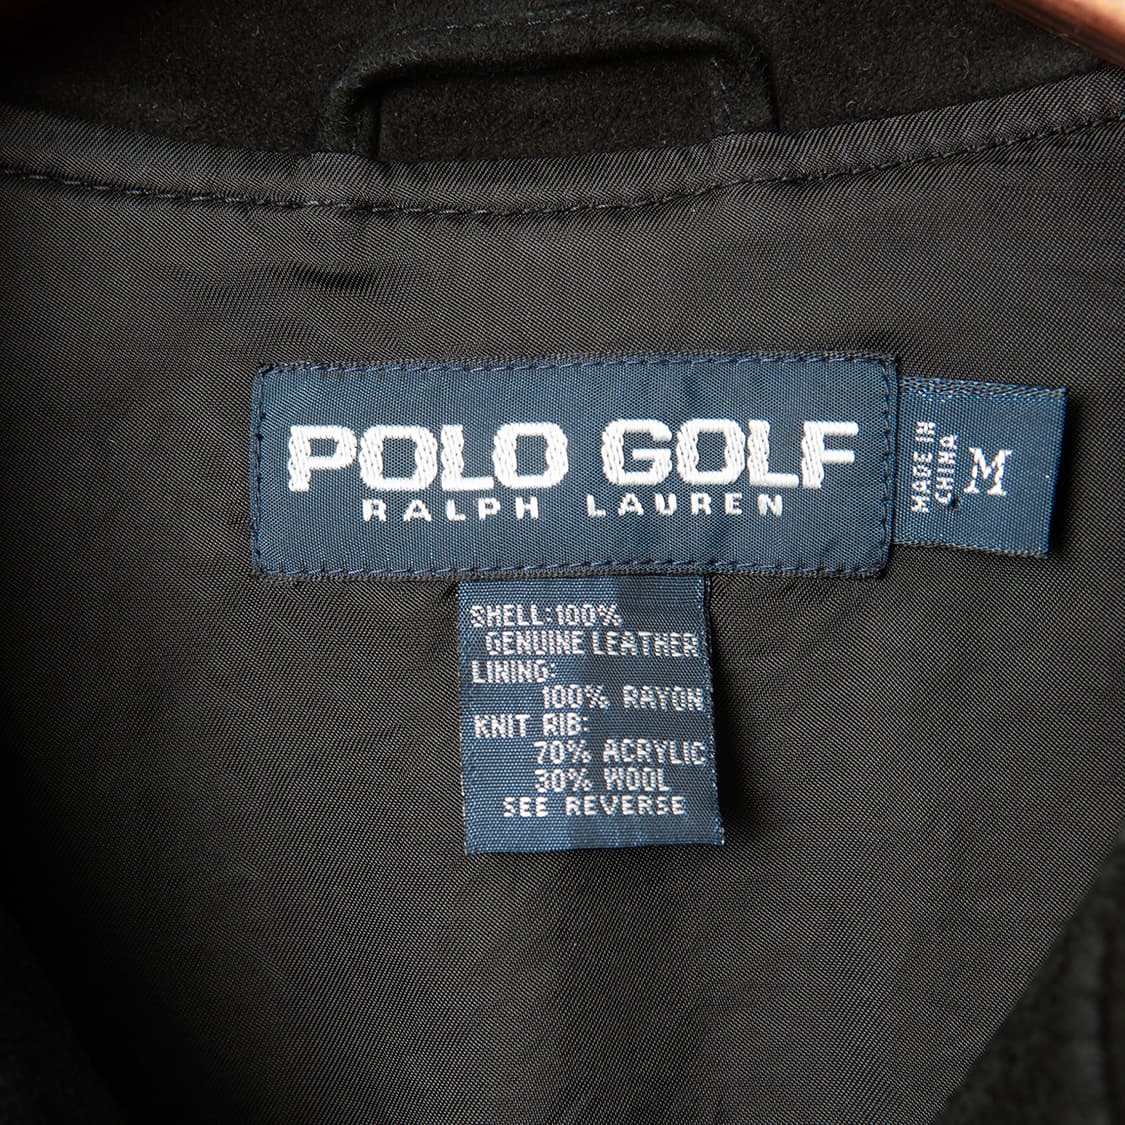 POLO GOLF
RALPH LAUREN
MADE IN
CHINA
M
SHELL:100%
GENUINE LEATHER
LINING:
100% RAYON
KNIT RIB:
70% ACRYLIC
30% WOOL
SEE REVERSE